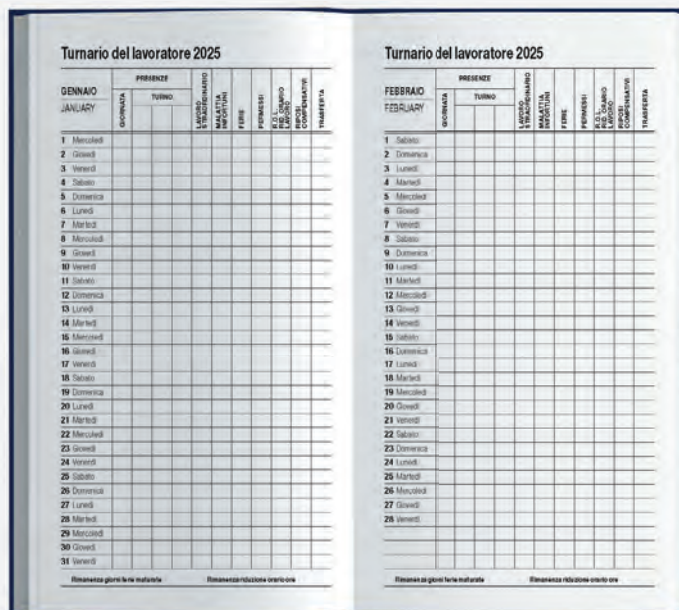 Turnario del lavoratore 2025
GENNAIO
JANUARY
PRESENZE
GIORNATA
TURNO
LAVORO STRAORDINARIO
MALATTIA INFORTUNI
FERIE
PERMESSI
R.O.L. RID. ORARIO LAVORO
RIPOSI COMPENSATIVI
TRASFERTA
1 Mercoledì
2 Giovedì
3 Venerdì
4 Sabato
5 Domenica
6 Lunedì
7 Martedì
8 Mercoledì
9 Giovedì
10 Venerdì
11 Sabato
12 Domenica
13 Lunedì
14 Martedì
15 Mercoledì
16 Giovedì
17 Venerdì
18 Sabato
19 Domenica
20 Lunedì
21 Martedì
22 Mercoledì
23 Giovedì
24 Venerdì
25 Sabato
26 Domenica
27 Lunedì
28 Martedì
29 Mercoledì
30 Giovedì
31 Venerdì
Rimanenza giorni ferie maturate Rimanenza riduzione orario ore
Turnario del lavoratore 2025
FEBBRAIO
FEBRUARY
PRESENZE
GIORNATA
TURNO
LAVORO STRAORDINARIO
MALATTIA INFORTUNI
FERIE
PERMESSI
R.O.L. RID. ORARIO LAVORO
RIPOSI COMPENSATIVI
TRASFERTA
1 Sabato
2 Domenica
3 Lunedì
4 Martedì
5 Mercoledì
6 Giovedì
7 Venerdì
8 Sabato
9 Domenica
10 Lunedì
11 Martedì
12 Mercoledì
13 Giovedì
14 Venerdì
15 Sabato
16 Domenica
17 Lunedì
18 Martedì
19 Mercoledì
20 Giovedì
21 Venerdì
22 Sabato
23 Domenica
24 Lunedì
25 Martedì
26 Mercoledì
27 Giovedì
28 Venerdì
Rimanenza giorni ferie maturate Rimanenza riduzione orario ore